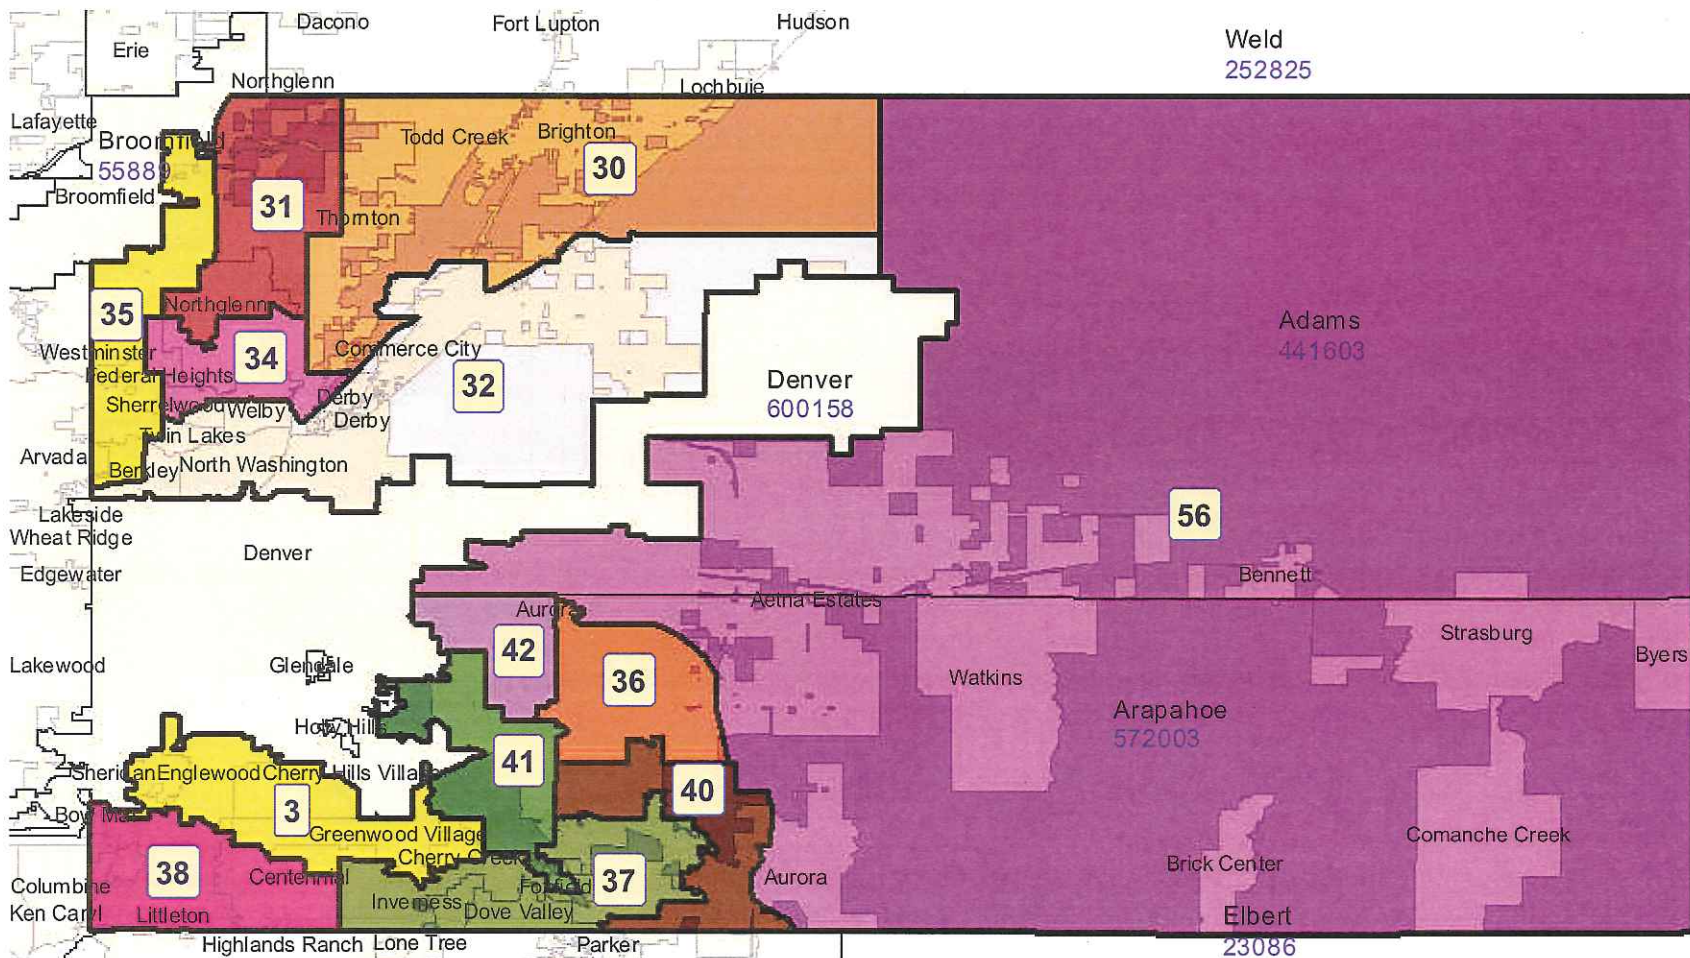 Dacono
Fort Lupton
Hudson
Erie
Weld
252825
Northglenn
Lochbuie
Lafayette
Broomfield
55889
Todd Creek
Brighton
30
Broomfield
31
Thornton
35
Northglenn
Adams
441603
Westminster
34
Commerce City
Federal Heights
32
Denver
600158
Sherrelwood
Welby
Derby
Derby
Twin Lakes
Arvada
Berkley
North Washington
Lakeside
56
Wheat Ridge
Denver
Edgewater
Bennett
Aurora
Aetna Estates
Strasburg
42
Lakewood
Glendale
Byers
36
Watkins
Holly Hills
Arapahoe
572003
41
Sheridan
Englewood
Cherry Hills Village
40
3
Bow Mar
Greenwood Village
Comanche Creek
Cherry Creek
Brick Center
38
Centennial
37
Aurora
Columbine
Foxfield
Inverness
Ken Caryl
Littleton
Dove Valley
Elbert
23086
Highlands Ranch
Lone Tree
Parker